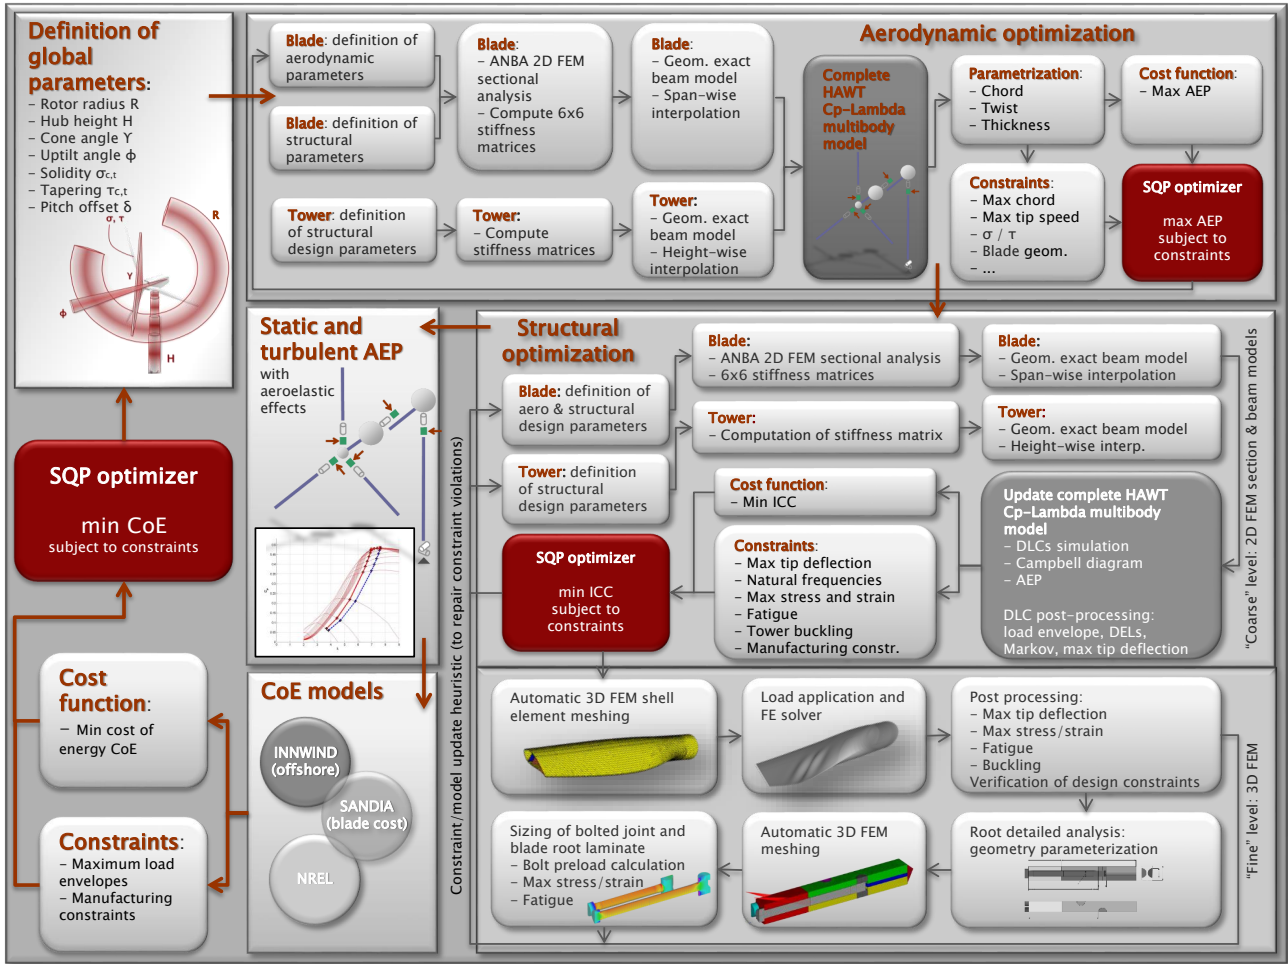 Definition of
global
parameters:
- Rotor radius R
- Hub height H
- Cone angle ϒ
- Uptilt angle ϕ
- Solidity σc,t
- Tapering τc,t
- Pitch offset δ
σ, τ
R
ϒ
ϕ
H
Aerodynamic optimization
Blade: definition of
aerodynamic
parameters
Blade: definition of
structural
parameters
Tower: definition
of structural
design parameters
Blade:
- ANBA 2D FEM
sectional
analysis
- Compute 6x6
stiffness
matrices
Tower:
- Compute
stiffness matrices
Blade:
- Geom. exact
beam model
- Span-wise
interpolation
Tower:
- Geom. exact
beam model
- Height-wise
interpolation
Complete
HAWT
Cp-Lambda
multibody
model
Parametrization:
- Chord
- Twist
- Thickness
Cost function:
- Max AEP
Constraints:
- Max chord
- Max tip speed
- σ / τ
- Blade geom.
- ...
SQP optimizer
max AEP
subject to
constraints
Static and
turbulent AEP
with
aeroelastic
effects
Structural
optimization
Blade: definition of
aero & structural
design parameters
Tower: definition
of structural
design parameters
Blade:
- ANBA 2D FEM sectional analysis
- 6x6 stiffness matrices
Tower:
- Computation of stiffness matrix
Blade:
- Geom. exact beam model
- Span-wise interpolation
Tower:
- Geom. exact beam model
- Height-wise interp.
Cost function:
- Min ICC
Constraints:
- Max tip deflection
- Natural frequencies
- Max stress and strain
- Fatigue
- Tower buckling
- Manufacturing constr.
Update complete HAWT
Cp-Lambda multibody
model
- DLCs simulation
- Campbell diagram
- AEP
DLC post-processing:
load envelope, DELs,
Markov, max tip deflection
SQP optimizer
min ICC
subject to
constraints
"Coarse" level: 2D FEM section & beam models
Constraint/model update heuristic (to repair constraint violations)
SQP optimizer
min CoE
subject to constraints
Cost
function:
- Min cost of
energy CoE
Constraints:
- Maximum load
envelopes
- Manufacturing
constraints
CoE models
INNWIND
(offshore)
SANDIA
(blade cost)
NREL
Automatic 3D FEM shell
element meshing
Load application and
FE solver
Post processing:
- Max tip deflection
- Max stress/strain
- Fatigue
- Buckling
Verification of design constraints
Sizing of bolted joint and
blade root laminate
- Bolt preload calculation
- Max stress/strain
- Fatigue
Automatic 3D FEM
meshing
Root detailed analysis:
geometry parameterization
"Fine" level: 3D FEM